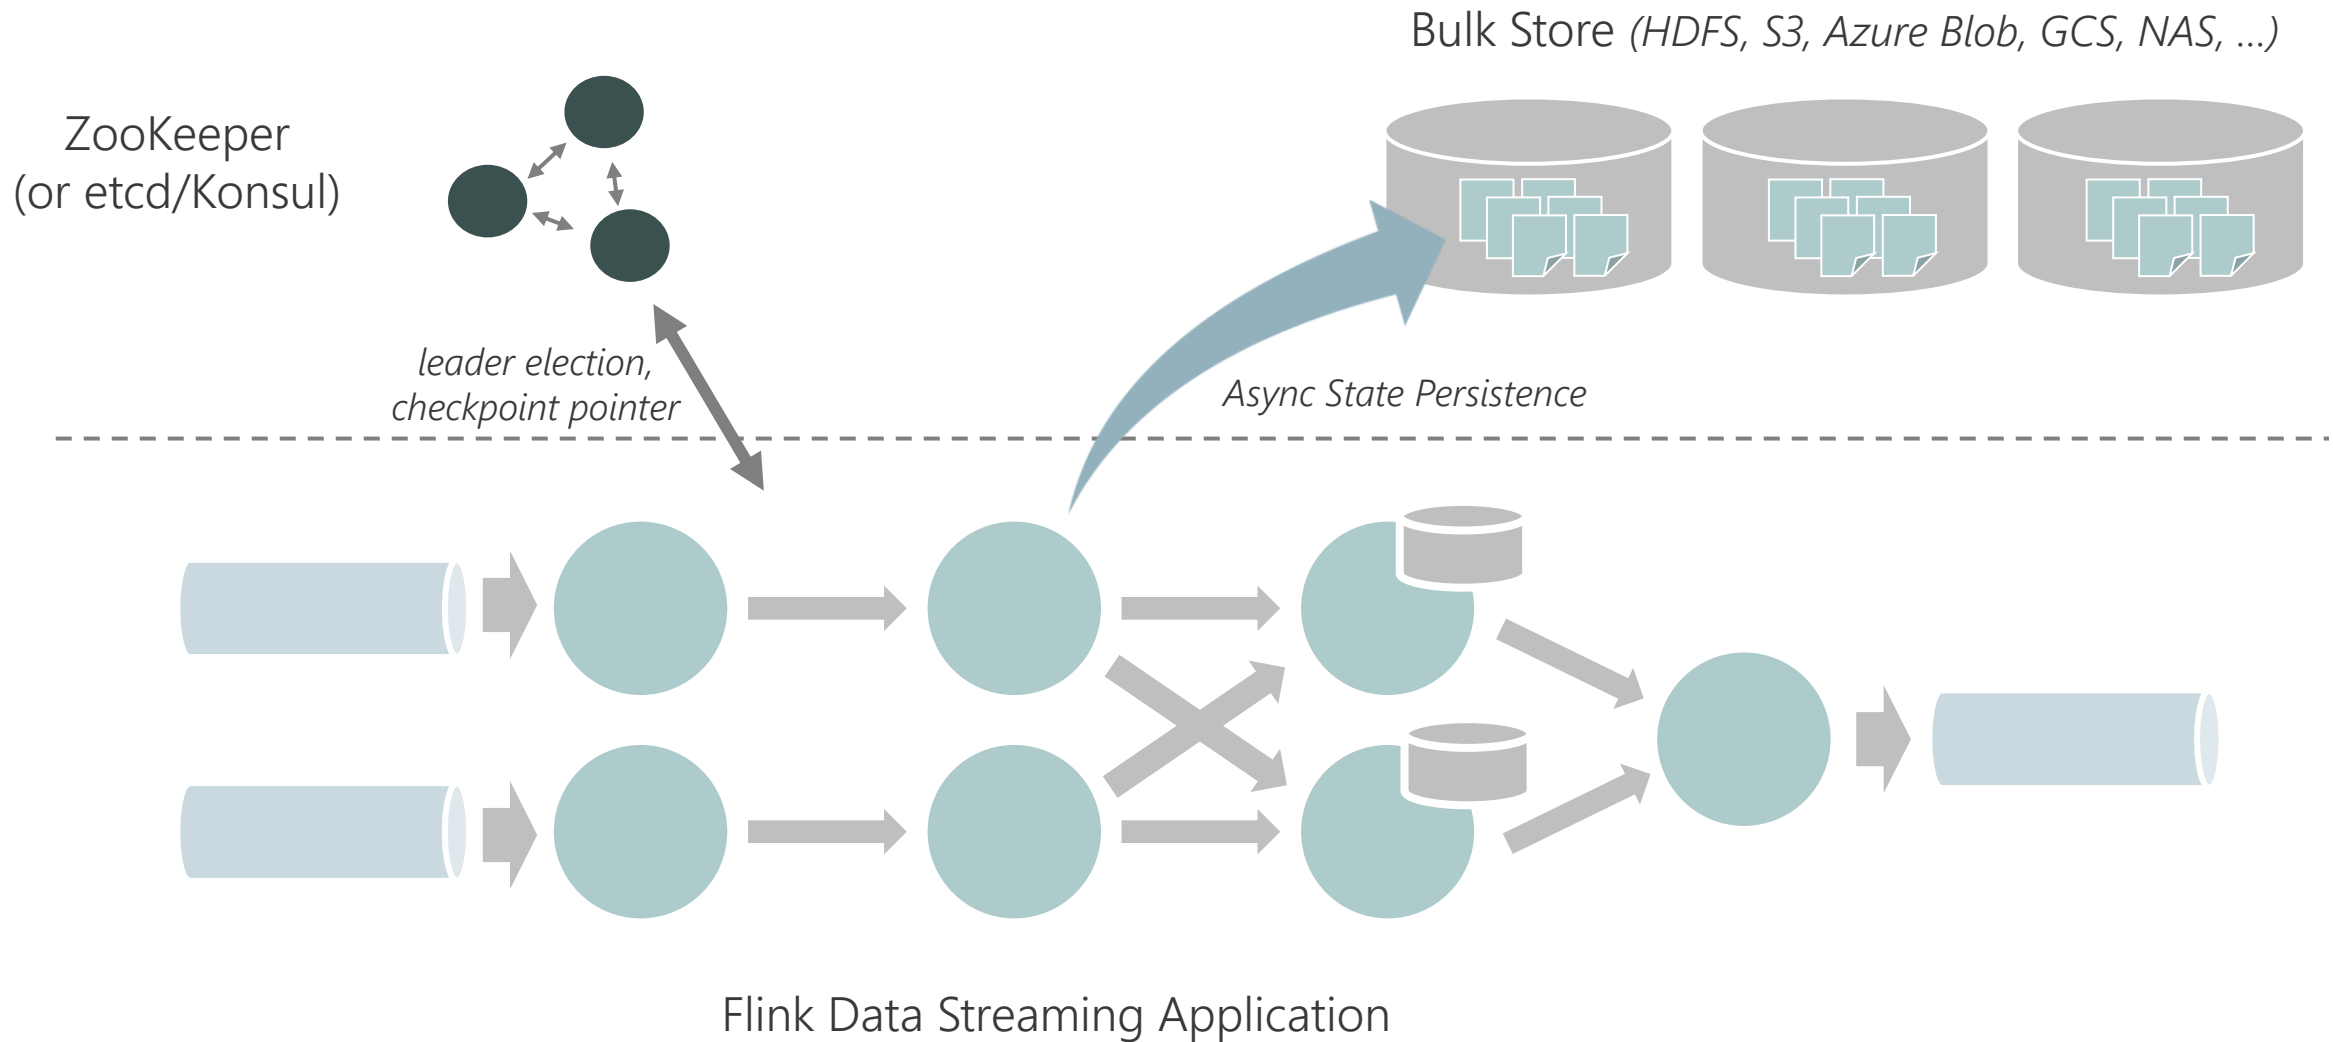 Bulk Store (HDFS, S3, Azure Blob, GCS, NAS, ...)
ZooKeeper
(or etcd/Konsul)
leader election,
checkpoint pointer
Async State Persistence
Flink Data Streaming Application